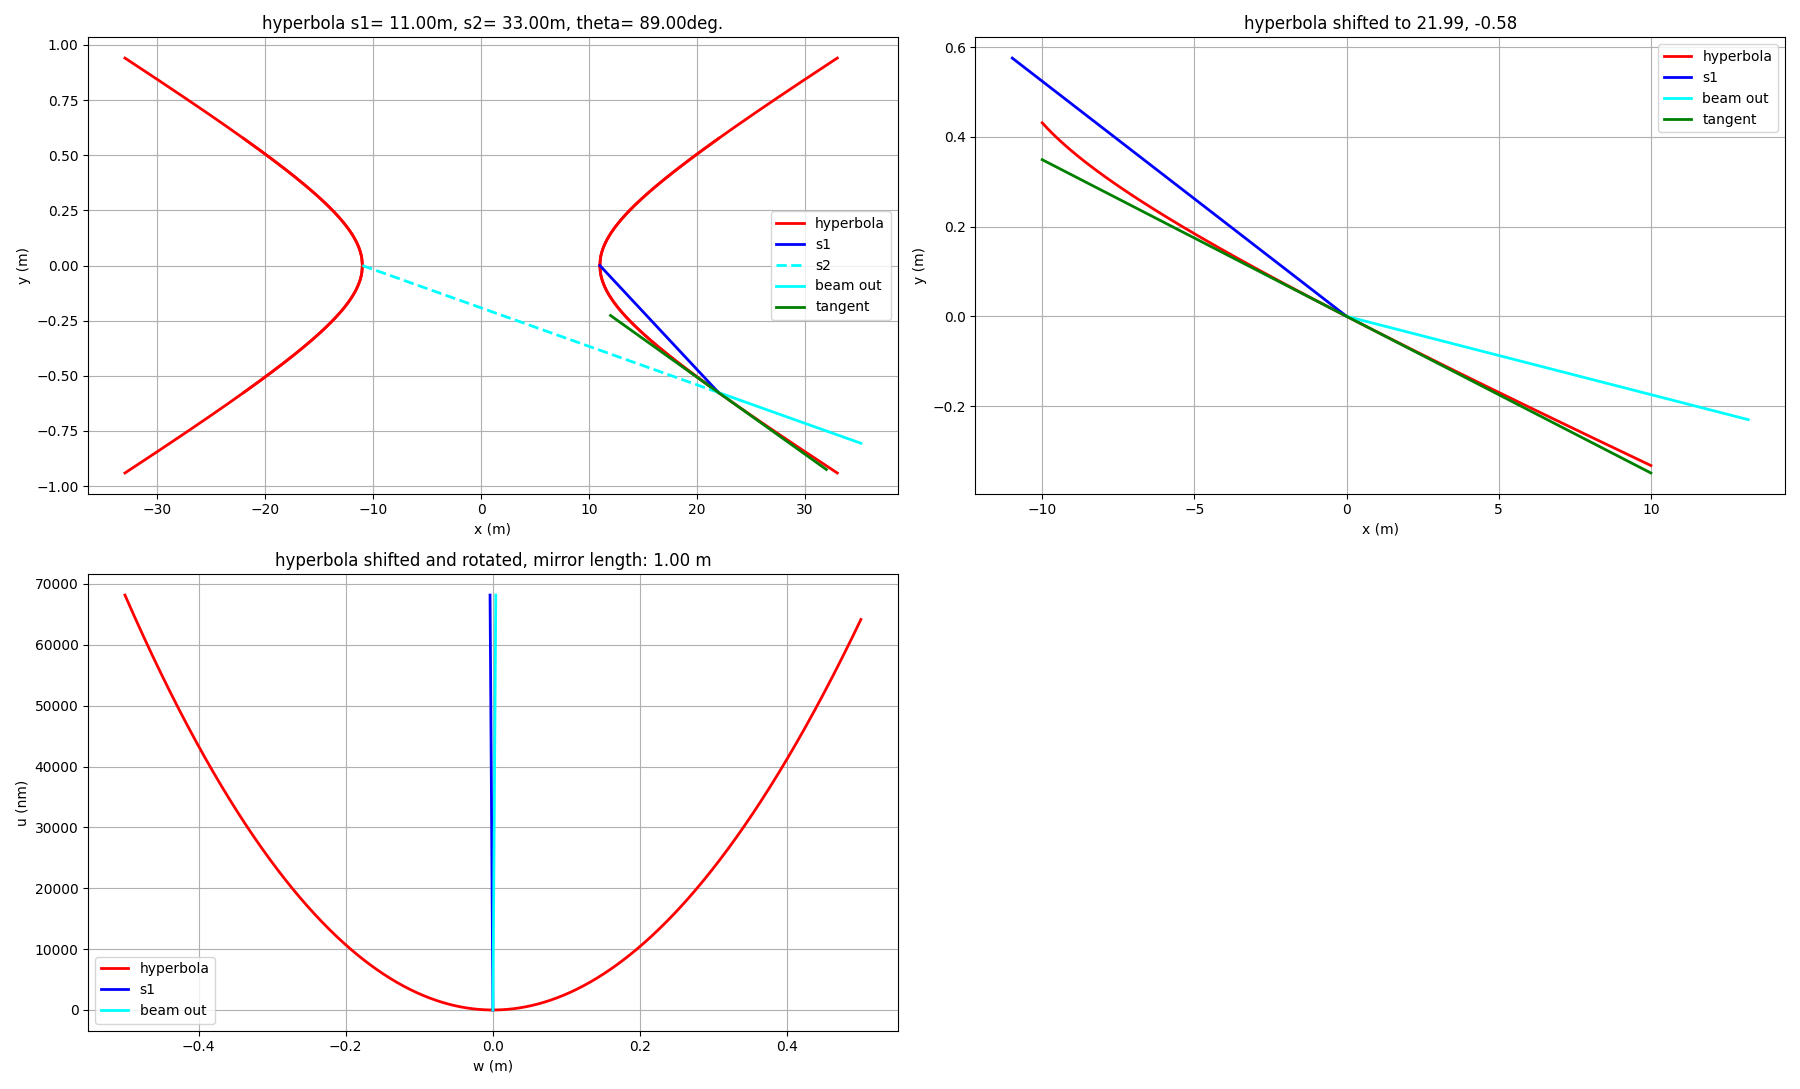 hyperbola s1= 11.00m, s2= 33.00m, theta= 89.00deg.
1.00
0.75
0.50
0.25
0.00
−0.25
−0.50
−0.75
−1.00
y (m)
−30
−20
−10
0
10
20
30
x (m)
hyperbola
s1
s2
beam out
tangent
hyperbola shifted to 21.99, -0.58
0.6
0.4
0.2
0.0
−0.2
y (m)
−10
−5
0
5
10
x (m)
hyperbola
s1
beam out
tangent
hyperbola shifted and rotated, mirror length: 1.00 m
70000
60000
50000
40000
30000
20000
10000
0
u (nm)
−0.4
−0.2
0.0
0.2
0.4
w (m)
hyperbola
s1
beam out